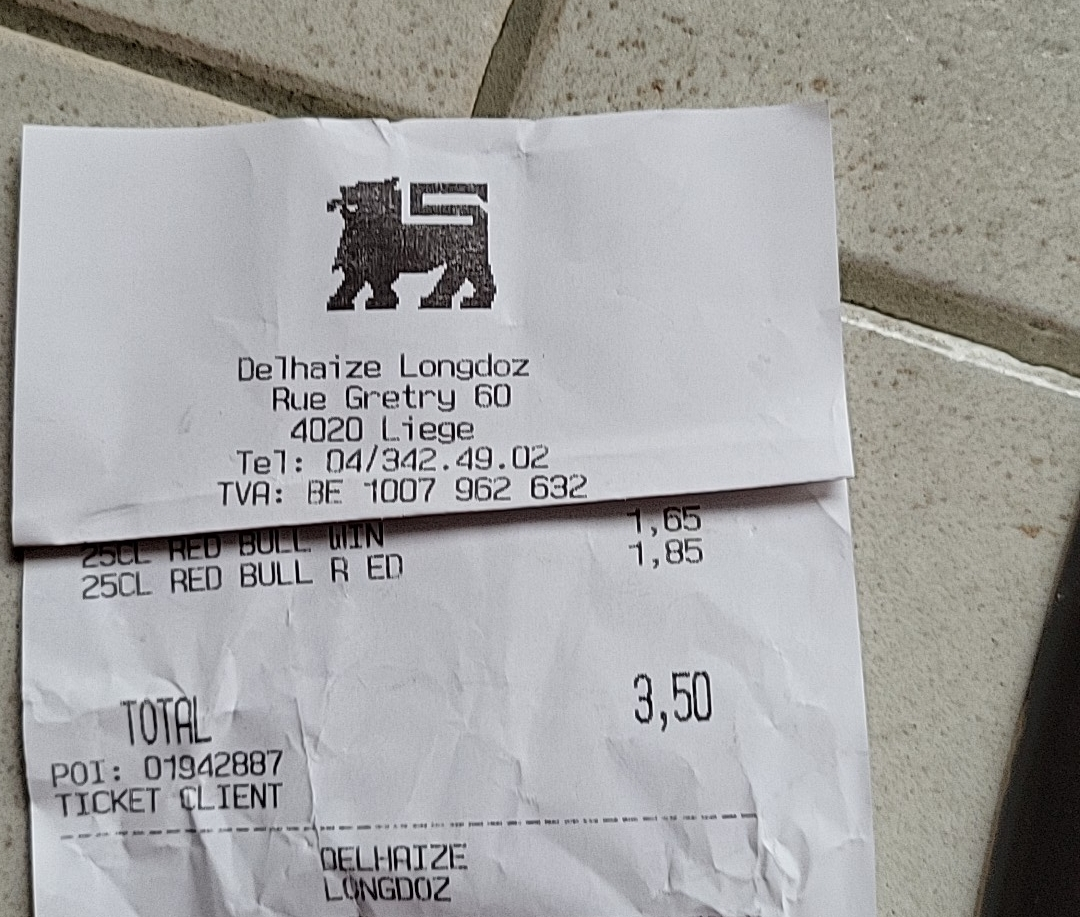 Delhaize Longdoz
Rue Gretry 60
4020 Liege
Tel: 04/342.49.02
TVA: BE 1007 962 632
25CL RED BULL WIN 1,65
25CL RED BULL R ED 1,85
TOTAL 3,50
POI: 01942887
TICKET CLIENT
DELHAIZE
LONGDOZ